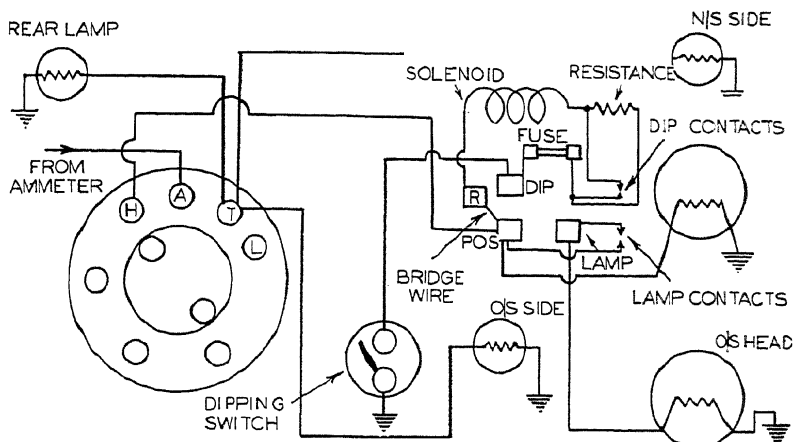 REAR LAMP
N|S SIDE
SOLENOID
RESISTANCE
FUSE
DIP CONTACTS
FROM
AMMETER
H
A
T
L
R
DIP
POS
LAMP
BRIDGE
WIRE
LAMP CONTACTS
O|S SIDE
O|S HEAD
DIPPING
SWITCH